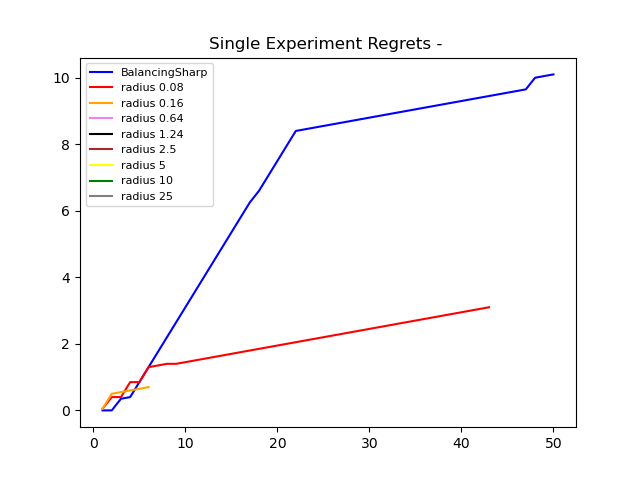 Single Experiment Regrets -
BalancingSharp
radius 0.08
radius 0.16
radius 0.64
radius 1.24
radius 2.5
radius 5
radius 10
radius 25
10
8
6
4
2
0
0 10 20 30 40 50